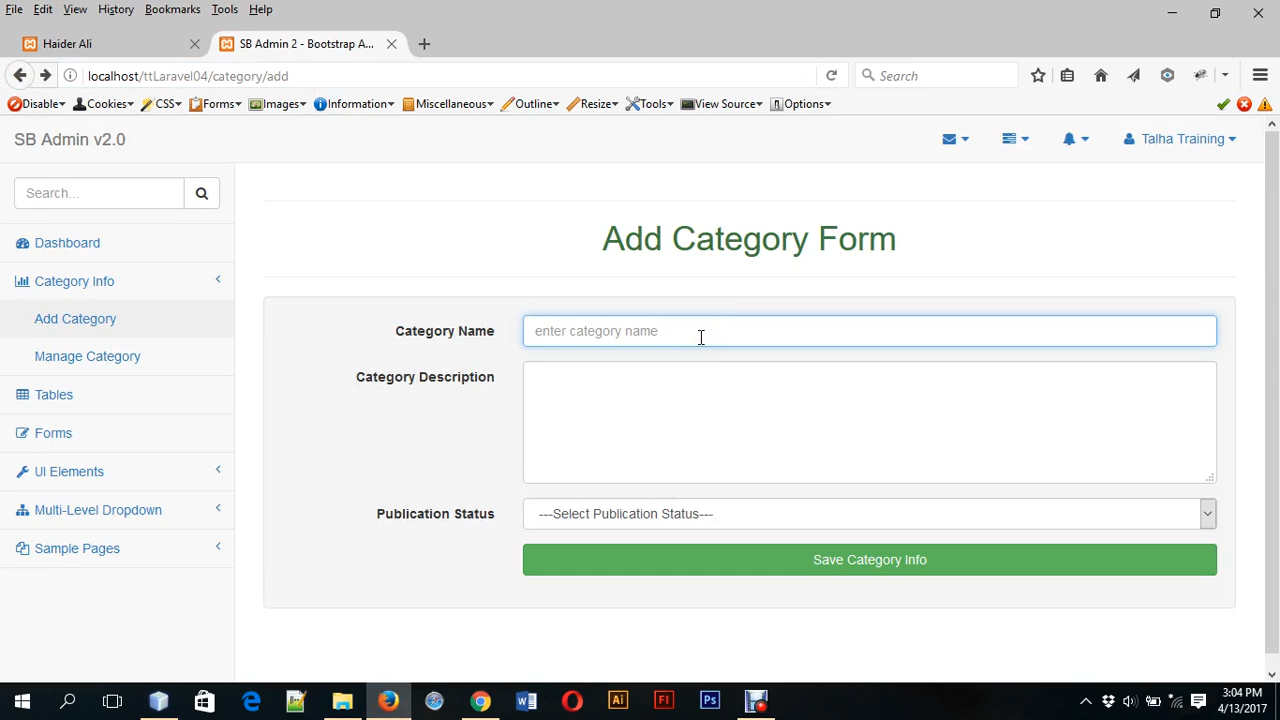 File Edit View History Bookmarks Tools Help
Haider Ali
SB Admin 2 - Bootstrap A...
localhost/ttLaravel04/category/add
Search
Disable Cookies CSS Forms Images Information Miscellaneous Outline Resize Tools View Source Options
SB Admin v2.0
Talha Training
Search...
Dashboard
Category Info
Add Category
Manage Category
Tables
Forms
UI Elements
Multi-Level Dropdown
Sample Pages
Add Category Form
Category Name
enter category name
Category Description
Publication Status
---Select Publication Status---
Save Category Info
Ai
Fl
Ps
3:04 PM
4/13/2017